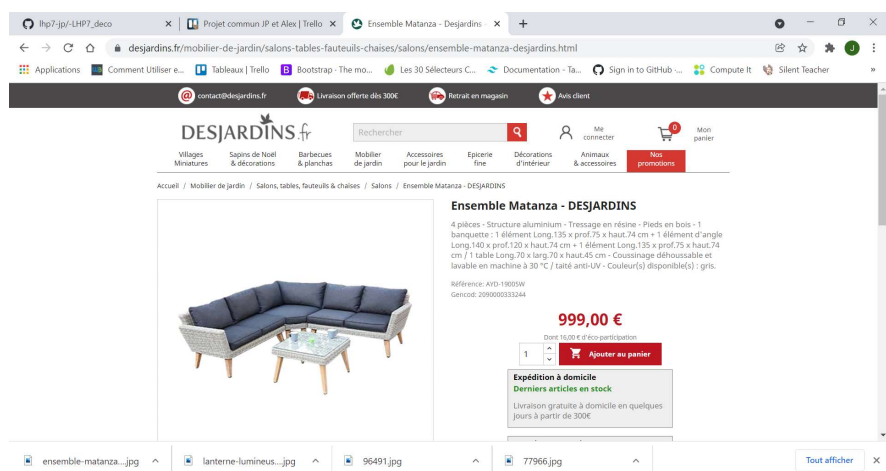 lhp7-jp/-LHP7_deco
Projet commun JP et Alex | Trello
Ensemble Matanza - Desjardins -
desjardins.fr/mobilier-de-jardin/salons-tables-fauteuils-chaises/salons/ensemble-matanza-desjardins.html
Applications Comment Utiliser e... Tableaux | Trello Bootstrap · The mo... Les 30 Sélecteurs C... Documentation - Ta... Sign in to GitHub ·... Compute It Silent Teacher »
contact@desjardins.fr Livraison offerte dès 300€ Retrait en magasin Avis client
DESJARDINS.fr
Rechercher
Me connecter
0
Mon panier
Villages Miniatures
Sapins de Noël & décorations
Barbecues & planchas
Mobilier de jardin
Accessoires pour le jardin
Epicerie fine
Décorations d'intérieur
Animaux & accessoires
Nos promotions
Accueil / Mobilier de jardin / Salons, tables, fauteuils & chaises / Salons / Ensemble Matanza - DESJARDINS
Ensemble Matanza - DESJARDINS
4 pièces - Structure aluminium - Tressage en résine - Pieds en bois - 1
banquette : 1 élément Long.135 x prof.75 x haut.74 cm + 1 élément d'angle
Long.140 x prof.120 x haut.74 cm + 1 élément Long.135 x prof.75 x haut.74
cm / 1 table Long.70 x larg.70 x haut.45 cm - Coussinage déhoussable et
lavable en machine à 30 °C / taité anti-UV - Couleur(s) disponible(s) : gris.
Référence: AYD-1900SW
Gencod: 2090000333244
999,00 €
Dont 16,00 € d'éco-participation
1
Ajouter au panier
Expédition à domicile
Derniers articles en stock
Livraison gratuite à domicile en quelques
jours à partir de 300€
ensemble-matanza....jpg
lanterne-lumineus....jpg
96491.jpg
77966.jpg
Tout afficher